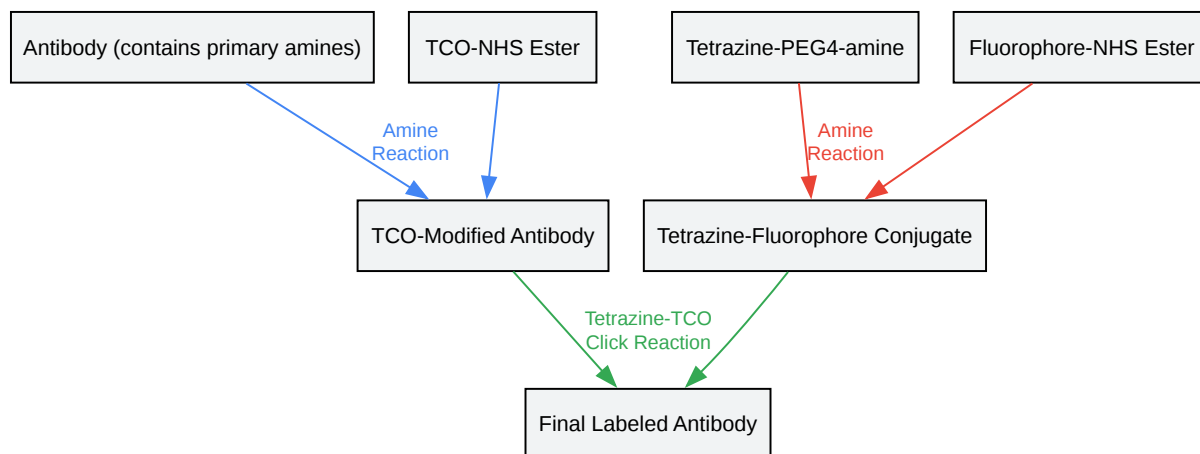 Antibody (contains primary amines)
TCO-NHS Ester
Tetrazine-PEG4-amine
Fluorophore-NHS Ester
Amine
Reaction
Amine
Reaction
TCO-Modified Antibody
Tetrazine-Fluorophore Conjugate
Tetrazine-TCO
Click Reaction
Final Labeled Antibody